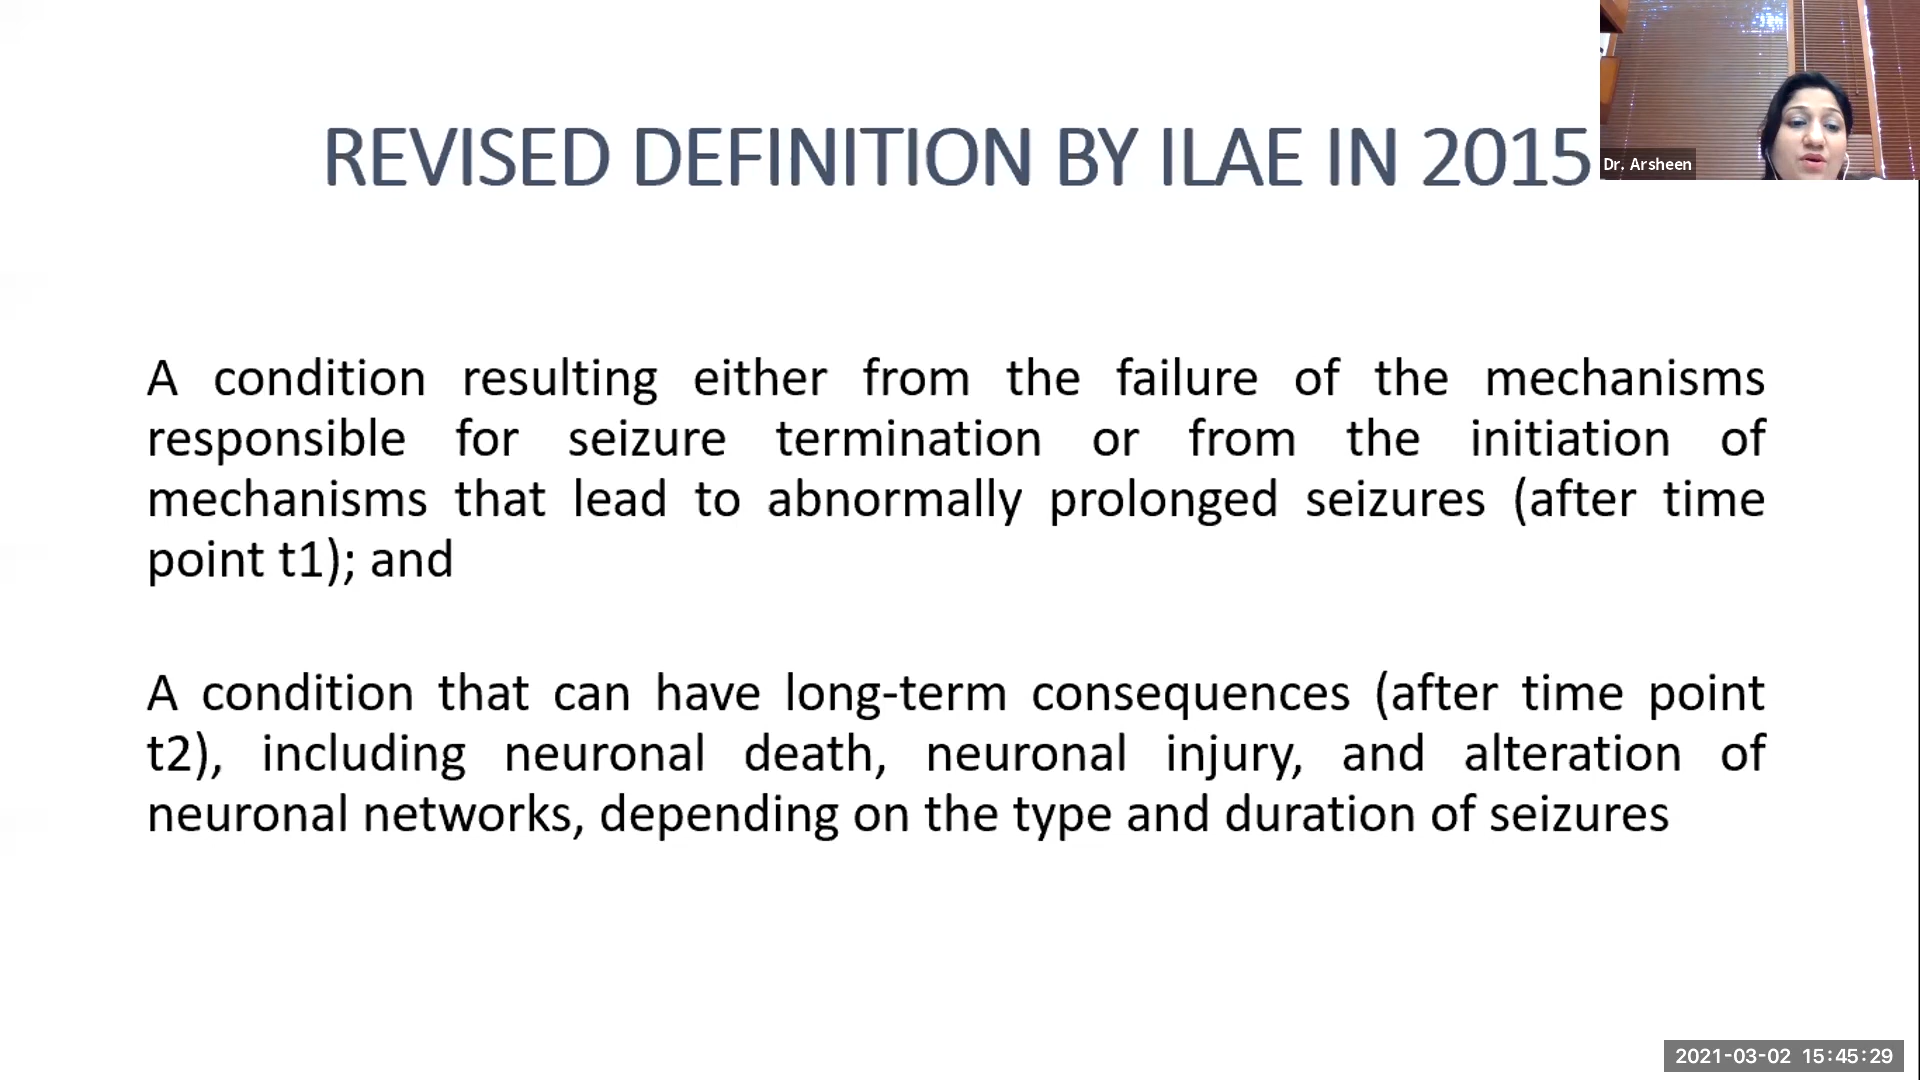 REVISED DEFINITION BY ILAE IN 2015
Dr. Arsheen
A condition resulting either from the failure of the mechanisms
responsible for seizure termination or from the initiation of
mechanisms that lead to abnormally prolonged seizures (after time
point t1); and
A condition that can have long-term consequences (after time point
t2), including neuronal death, neuronal injury, and alteration of
neuronal networks, depending on the type and duration of seizures
2021-03-02 15:45:29